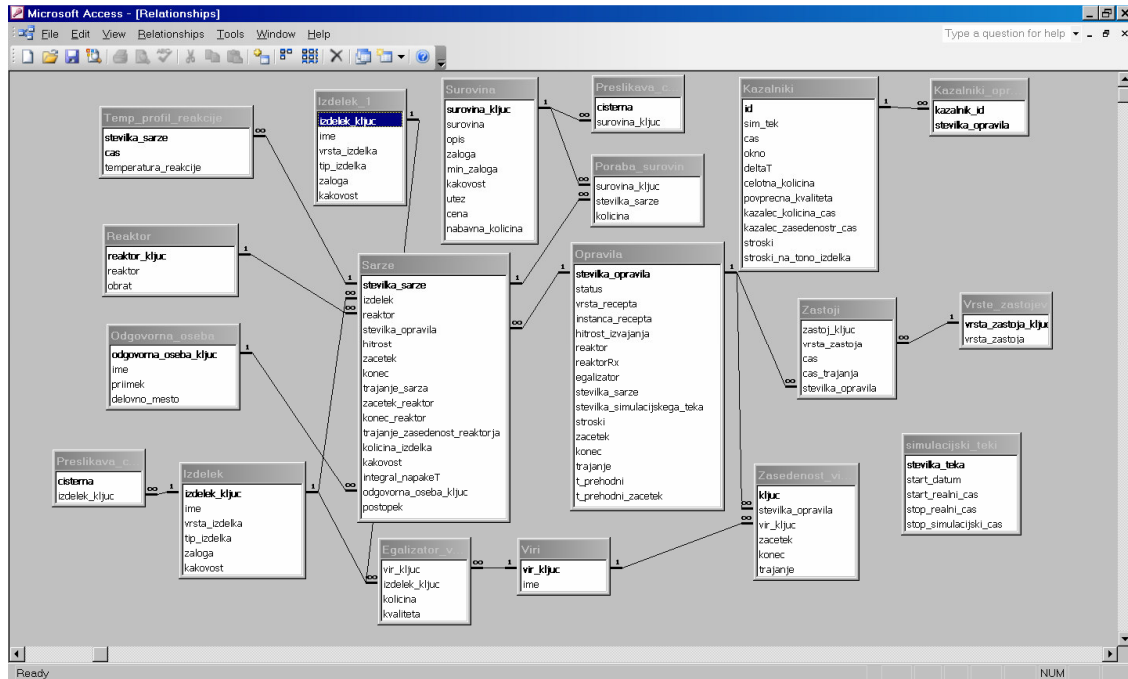 Microsoft Access - [Relationships]
File Edit View Relationships Tools Window Help
Type a question for help
Temp_profil_reakcije
stevilka_sarze
cas
temperatura_reakcije
Izdelek_1
izdelek_kljuc
ime
vrsta_izdelka
tip_izdelka
zaloga
kakovost
Surovina
surovina_kljuc
surovina
opis
zaloga
min_zaloga
kakovost
utez
cena
nabavna_kolicina
Preslikava_c...
cisterna
surovina_kljuc
Poraba_surovin
surovina_kljuc
stevilka_sarze
kolicina
Kazalniki
id
sim_tek
cas
okno
deltaT
celotna_kolicina
povprecna_kvaliteta
kazalec_kolicina_cas
kazalec_zasedenostr_cas
stroski
stroski_na_tono_izdelka
Kazalniki_opr...
kazalnik_id
stevilka_opravila
Reaktor
reaktor_kljuc
reaktor
obrat
Sarze
stevilka_sarze
izdelek
reaktor
stevilka_opravila
hitrost
zacetek
konec
trajanje_sarza
zacetek_reaktor
konec_reaktor
trajanje_zasedenost_reaktorja
kolicina_izdelka
kakovost
integral_napakeT
odgovorna_oseba_kljuc
postopek
Opravila
stevilka_opravila
status
vrsta_recepta
instanca_recepta
hitrost_izvajanja
reaktor
reaktorRx
egalizator
stevilka_sarze
stevilka_simulacijskega_teka
stroski
zacetek
konec
trajanje
t_prehodni
t_prehodni_zacetek
Zastoji
zastoj_kljuc
vrsta_zastoja
cas
cas_trajanja
stevilka_opravila
Vrste_zastojev
vrsta_zastoja_kljuc
vrsta_zastoja
Odgovorna_oseba
odgovorna_oseba_kljuc
ime
priimek
delovno_mesto
Preslikava_c...
cisterna
izdelek_kljuc
Izdelek
izdelek_kljuc
ime
vrsta_izdelka
tip_izdelka
zaloga
kakovost
Egalizator_v...
vir_kljuc
izdelek_kljuc
kolicina
kvaliteta
Viri
vir_kljuc
ime
Zasedenost_vi...
kljuc
stevilka_opravila
vir_kljuc
zacetek
konec
trajanje
simulacijski_teki
stevilka_teka
start_datum
start_realni_cas
stop_realni_cas
stop_simulacijski_cas
Ready
NUM